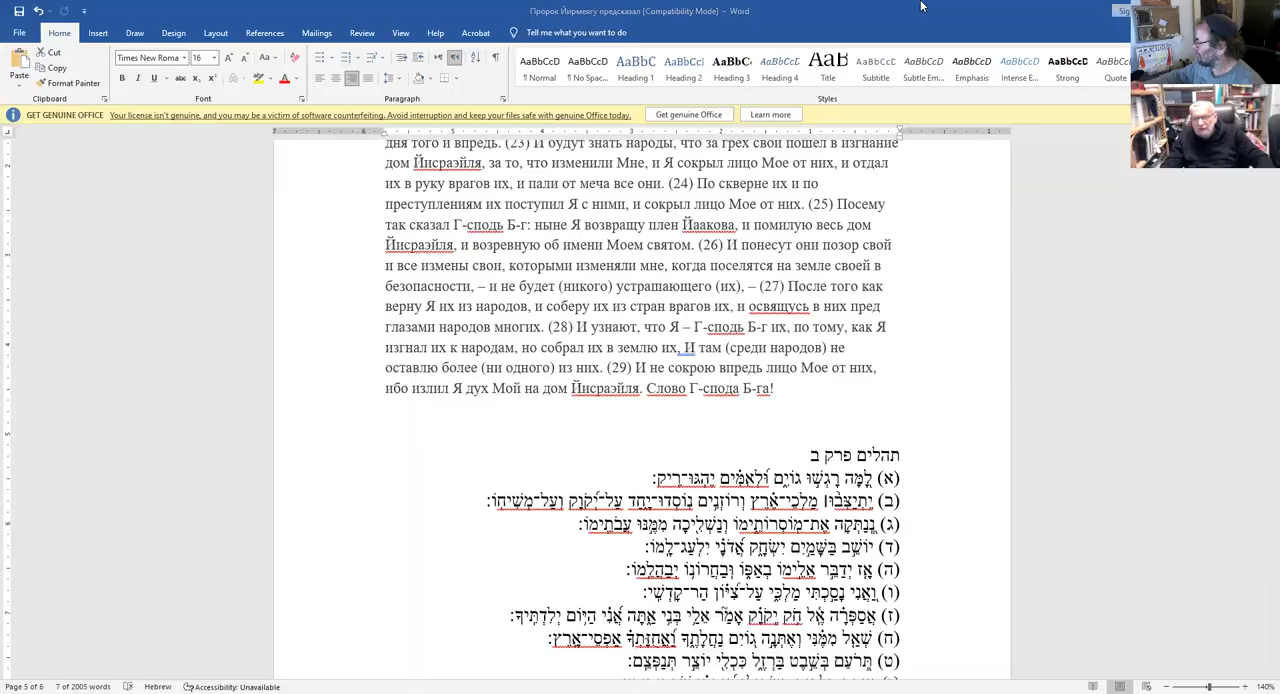 Пророк Йирмеягу предсказал [Compatibility Mode] - Word
File Home Insert Draw Design Layout References Mailings Review View Help Acrobat Tell me what you want to do
Paste Cut Copy Format Painter
Times New Roma 16
AaBbCcD AaBbCcD AaBbC AaBbCcD AaBbC AaBbCcD AaB AaBbCcD AaBbCcD AaBbCcD AaBbCcD AaBbCcD AaBbCcD
¶ Normal ¶ No Spac... Heading 1 Heading 2 Heading 3 Heading 4 Title Subtitle Subtle Em... Emphasis Intense E... Strong Quote
Clipboard Font Paragraph Styles
GET GENUINE OFFICE Your license isn't genuine, and you may be a victim of software counterfeiting. Avoid interruption and keep your files safe with genuine Office today. Get genuine Office Learn more
дня того и впредь. (23) И будут знать народы, что за грех свой пошел в изгнание
дом Йисраэйля, за то, что изменили Мне, и Я сокрыл лицо Мое от них, и отдал
их в руку врагов их, и пали от меча все они. (24) По скверне их и по
преступлениям их поступил Я с ними, и сокрыл лицо Мое от них. (25) Посему
так сказал Г-сподь Б-г: ныне Я возвращу плен Йаакова, и помилую весь дом
Йисраэйля, и возревную об имени Моем святом. (26) И понесут они позор свой
и все измены свои, которыми изменяли мне, когда поселятся на земле своей в
безопасности, – и не будет (никого) устрашающего (их), – (27) После того как
верну Я их из народов, и соберу их из стран врагов их, и освящусь в них пред
глазами народов многих. (28) И узнают, что Я – Г-сподь Б-г их, по тому, как Я
изгнал их к народам, но собрал их в землю их, И там (среди народов) не
оставлю более (ни одного) из них. (29) И не сокрою впредь лицо Мое от них,
ибо излил Я дух Мой на дом Йисраэйля. Слово Г-спода Б-га!
תהלים פרק ב
(א) לָ֭מָּה רָגְשׁ֣וּ גוֹיִ֑ם וּ֝לְאֻמִּ֗ים יֶהְגּוּ־רִֽיק:
(ב) יִ֥תְיַצְּב֨וּ׀ מַלְכֵי־אֶ֗רֶץ וְרוֹזְנִ֥ים נֽוֹסְדוּ־יָ֑חַד עַל־יְ֝קֹוָק וְעַל־מְשִׁיחֽוֹ:
(ג) נְֽ֭נַתְּקָה אֶת־מֽוֹסְרוֹתֵ֑ימוֹ וְנַשְׁלִ֖יכָה מִמֶּ֣נּוּ עֲבֹתֵֽימוֹ:
(ד) יוֹשֵׁ֣ב בַּשָּׁמַ֣יִם יִשְׂחָ֑ק אֲ֝דֹנָ֗י יִלְעַג־לָֽמוֹ:
(ה) אָ֤ז יְדַבֵּ֣ר אֵלֵ֣ימוֹ בְאַפּ֑וֹ וּֽבַחֲרוֹנ֥וֹ יְבַהֲלֵֽמוֹ:
(ו) וַ֭אֲנִי נָסַ֣כְתִּי מַלְכִּ֑י עַל־צִ֝יּ֗וֹן הַר־קָדְשִֽׁי:
(ז) אֲסַפְּרָ֗ה אֶ֫ל חֹ֥ק יְֽקֹוָ֗ק אָמַ֘ר אֵלַ֥י בְּנִ֥י אַ֑תָּה אֲ֝נִ֗י הַיּ֥וֹם יְלִדְתִּֽיךָ:
(ח) שְׁאַ֤ל מִמֶּ֗נִּי וְאֶתְּנָ֣ה ג֭וֹיִם נַחֲלָתֶ֑ךָ וַ֝אֲחֻזָּתְךָ֗ אַפְסֵי־אָֽרֶץ:
(ט) תְּ֭רֹעֵם בְּשֵׁ֣בֶט בַּרְזֶ֑ל כִּכְלִ֖י יוֹצֵ֣ר תְּנַפְּצֵֽם:
Page 5 of 6 7 of 2005 words Hebrew Accessibility: Unavailable 140%